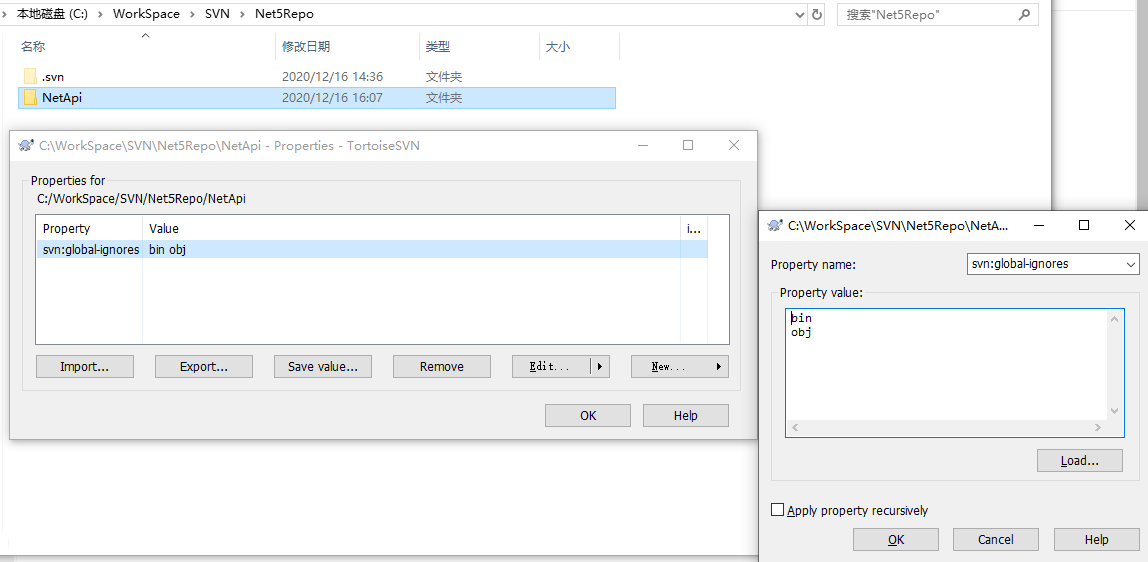 本地磁盘 (C:) > WorkSpace > SVN > Net5Repo
搜索"Net5Repo"
名称 修改日期 类型 大小
.svn 2020/12/16 14:36 文件夹
NetApi 2020/12/16 16:07 文件夹
C:\WorkSpace\SVN\Net5Repo\NetApi - Properties - TortoiseSVN
Properties for
C:/WorkSpace/SVN/Net5Repo/NetApi
Property Value i...
svn:global-ignores bin obj
Import... Export... Save value... Remove Edit... New...
OK Help
C:\WorkSpace\SVN\Net5Repo\NetA...
Property name: svn:global-ignores
Property value:
bin
obj
Load...
Apply property recursively
OK Cancel Help